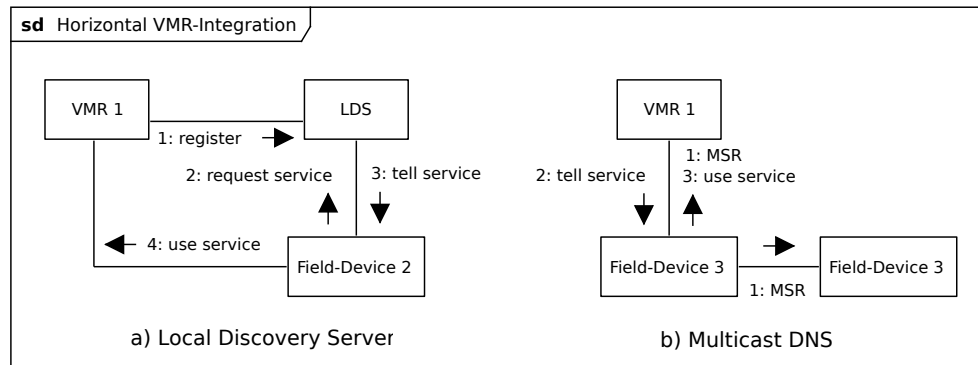 sd Horizontal VMR-Integration
VMR 1
LDS
1: register
2: request service
3: tell service
4: use service
Field-Device 2
a) Local Discovery Server
VMR 1
1: MSR
2: tell service
3: use service
Field-Device 3
Field-Device 3
1: MSR
b) Multicast DNS